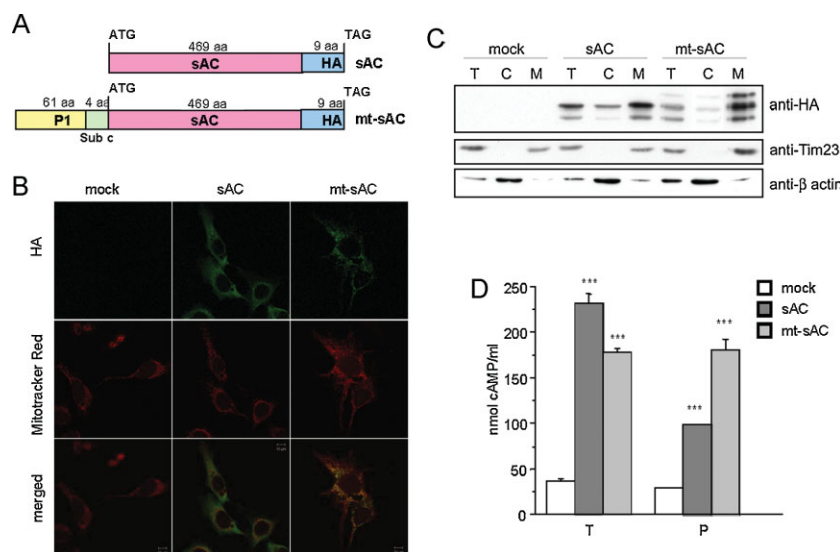 A
ATG TAG
469 aa 9 aa
sAC HA sAC
ATG TAG
61 aa 4 aa 469 aa 9 aa
P1 sAC HA mt-sAC
Sub c
B
mock sAC mt-sAC
HA
Mitotracker Red
merged
C
mock sAC mt-sAC
T C M T C M T C M
anti-HA
anti-Tim23
anti-β actin
D
mock
sAC
mt-sAC
nmol cAMP/ml
250
200
150
100
50
0
*** *** *** ***
T P